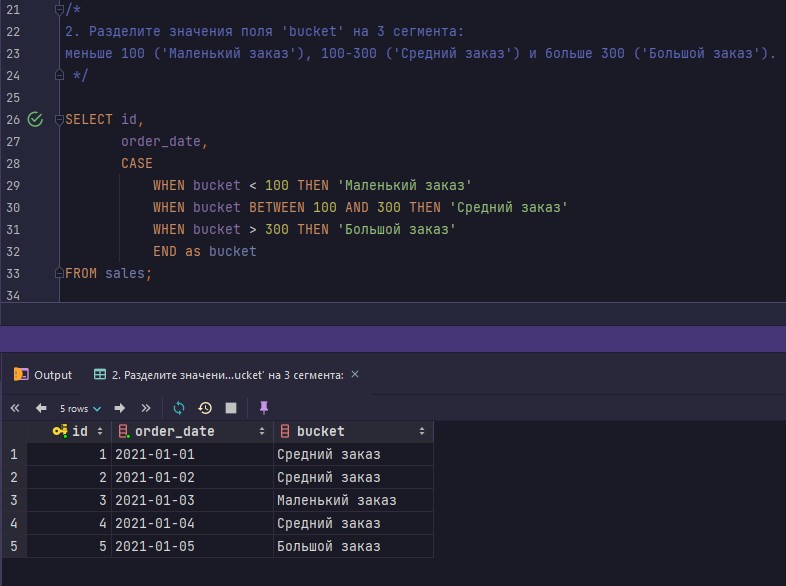 21 /*
22 2. Разделите значения поля 'bucket' на 3 сегмента:
23 меньше 100 ('Маленький заказ'), 100-300 ('Средний заказ') и больше 300 ('Большой заказ').
24 */
25
26 SELECT id,
27 order_date,
28 CASE
29 WHEN bucket < 100 THEN 'Маленький заказ'
30 WHEN bucket BETWEEN 100 AND 300 THEN 'Средний заказ'
31 WHEN bucket > 300 THEN 'Большой заказ'
32 END as bucket
33 FROM sales;
34
Output 2. Разделите значени...ucket' на 3 сегмента: ×
5 rows
id order_date bucket
1 1 2021-01-01 Средний заказ
2 2 2021-01-02 Средний заказ
3 3 2021-01-03 Маленький заказ
4 4 2021-01-04 Средний заказ
5 5 2021-01-05 Большой заказ